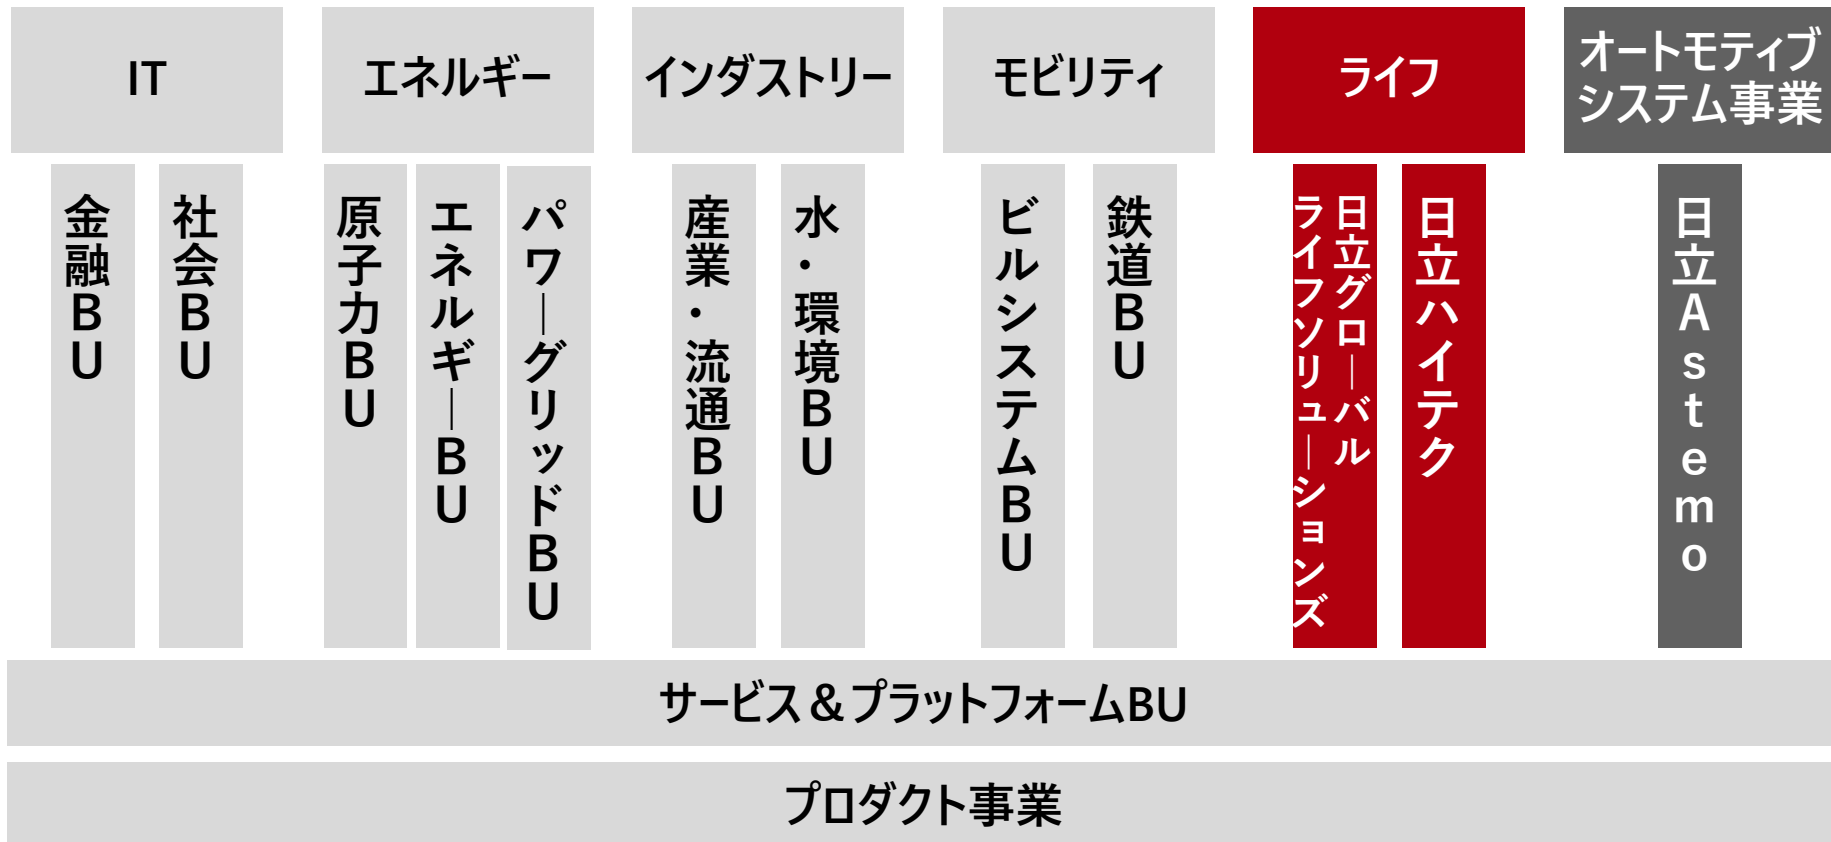 IT
エネルギー
インダストリー
モビリティ
ライフ
オートモティブ
システム事業
金融BU
社会BU
原子力BU
エネルギーBU
パワーグリッドBU
産業・流通BU
水・環境BU
ビルシステムBU
鉄道BU
日立グローバル
ライフソリューションズ
日立ハイテク
日立Astemo
サービス＆プラットフォームBU
プロダクト事業